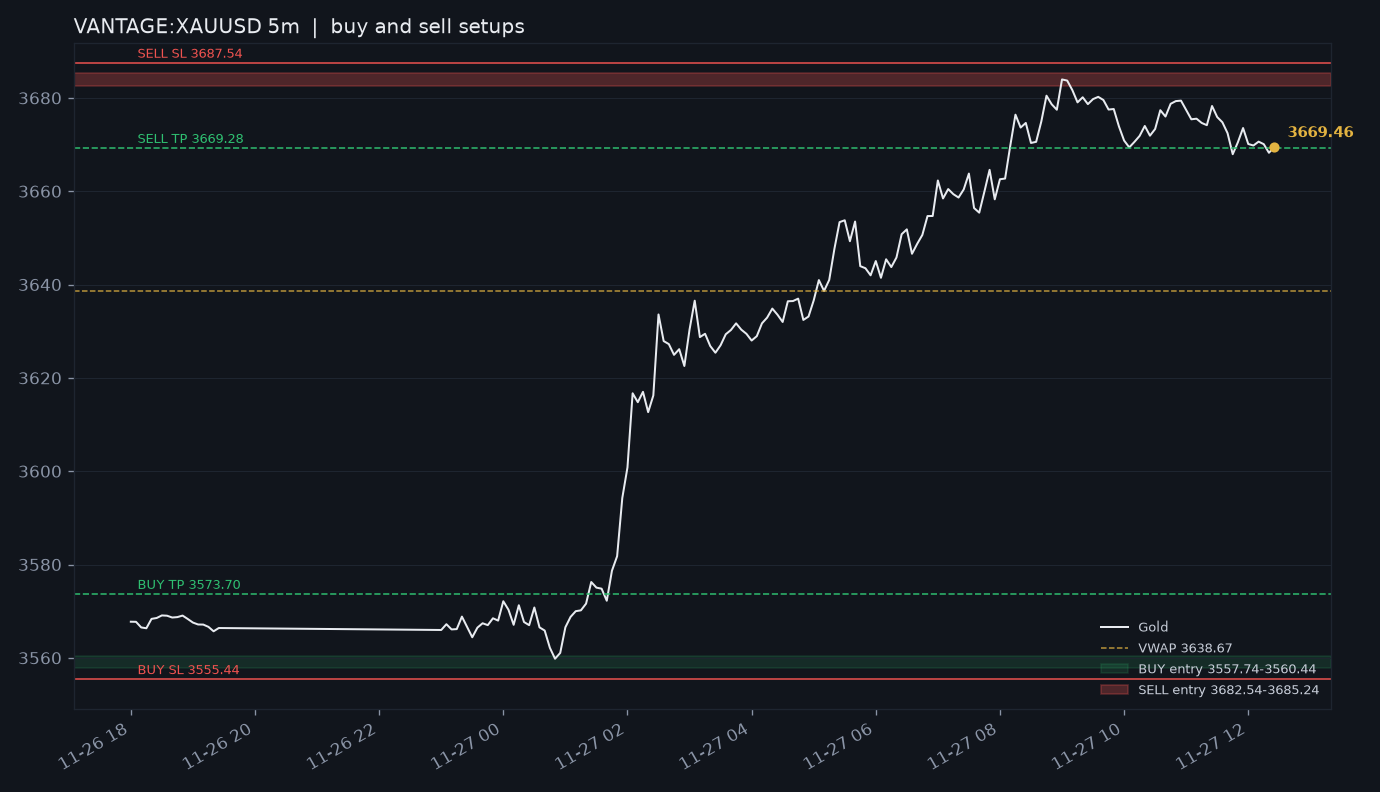 VANTAGE:XAUUSD 5m | buy and sell setups
SELL SL 3687.54
3680
SELL TP 3669.28
3669.46
3660
3640
3620
3600
3580
BUY TP 3573.70
3560
BUY SL 3555.44
Gold
VWAP 3638.67
BUY entry 3557.74-3560.44
SELL entry 3682.54-3685.24
11-26 18
11-26 20
11-26 22
11-27 00
11-27 02
11-27 04
11-27 06
11-27 08
11-27 10
11-27 12